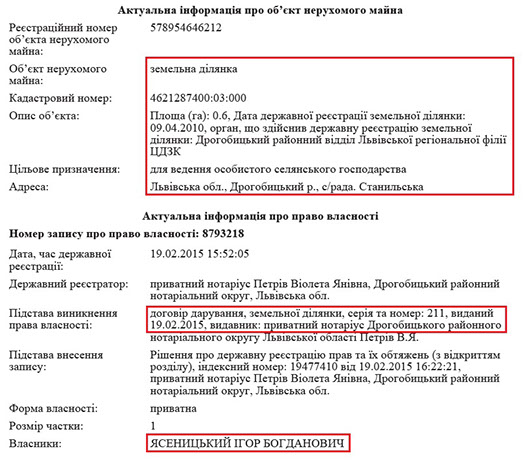 Актуальна інформація про об’єкт нерухомого майна
Реєстраційний номер 578954646212
об’єкта нерухомого
майна:
Об’єкт нерухомого земельна ділянка
майна:
Кадастровий номер: 4621287400:03:000
Опис об’єкта: Площа (га): 0.6, Дата державної реєстрації земельної ділянки:
09.04.2010, орган, що здійснив державну реєстрацію земельної
ділянки: Дрогобицький районний відділ Львівської регіональної філії
ЦДЗК
Цільове призначення: для ведення особистого селянського господарства
Адреса: Львівська обл., Дрогобицький р., с/рада. Станильська
Актуальна інформація про право власності
Номер запису про право власності: 8793218
Дата, час державної 19.02.2015 15:52:05
реєстрації:
Державний реєстратор: приватний нотаріус Петрів Віолета Янівна, Дрогобицький районний
нотаріальний округ, Львівська обл.
Підстава виникнення договір дарування, земельної ділянки, серія та номер: 211, виданий
права власності: 19.02.2015, видавник: приватний нотаріус Дрогобицького районного
нотаріального округу Львівської області Петрів В.Я.
Підстава внесення Рішення про державну реєстрацію прав та їх обтяжень (з відкриттям
запису: розділу), індексний номер: 19477410 від 19.02.2015 16:22:21,
приватний нотаріус Петрів Віолета Янівна, Дрогобицький районний
нотаріальний округ, Львівська обл.
Форма власності: приватна
Розмір частки: 1
Власники: ЯСЕНИЦЬКИЙ ІГОР БОГДАНОВИЧ